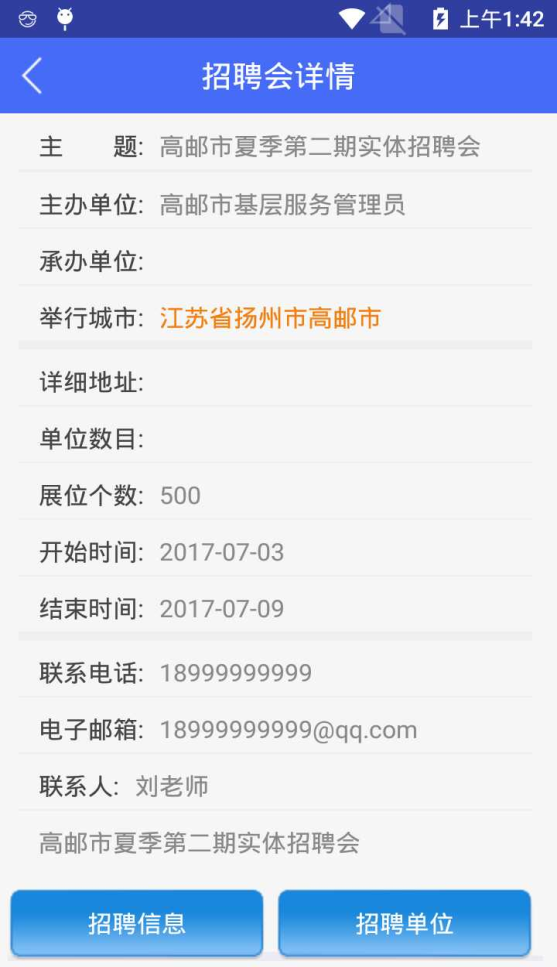 上午1:42
招聘会详情
主 题: 高邮市夏季第二期实体招聘会
主办单位: 高邮市基层服务管理员
承办单位:
举行城市: 江苏省扬州市高邮市
详细地址:
单位数目:
展位个数: 500
开始时间: 2017-07-03
结束时间: 2017-07-09
联系电话: 18999999999
电子邮箱: 18999999999@qq.com
联系人: 刘老师
高邮市夏季第二期实体招聘会
招聘信息 招聘单位